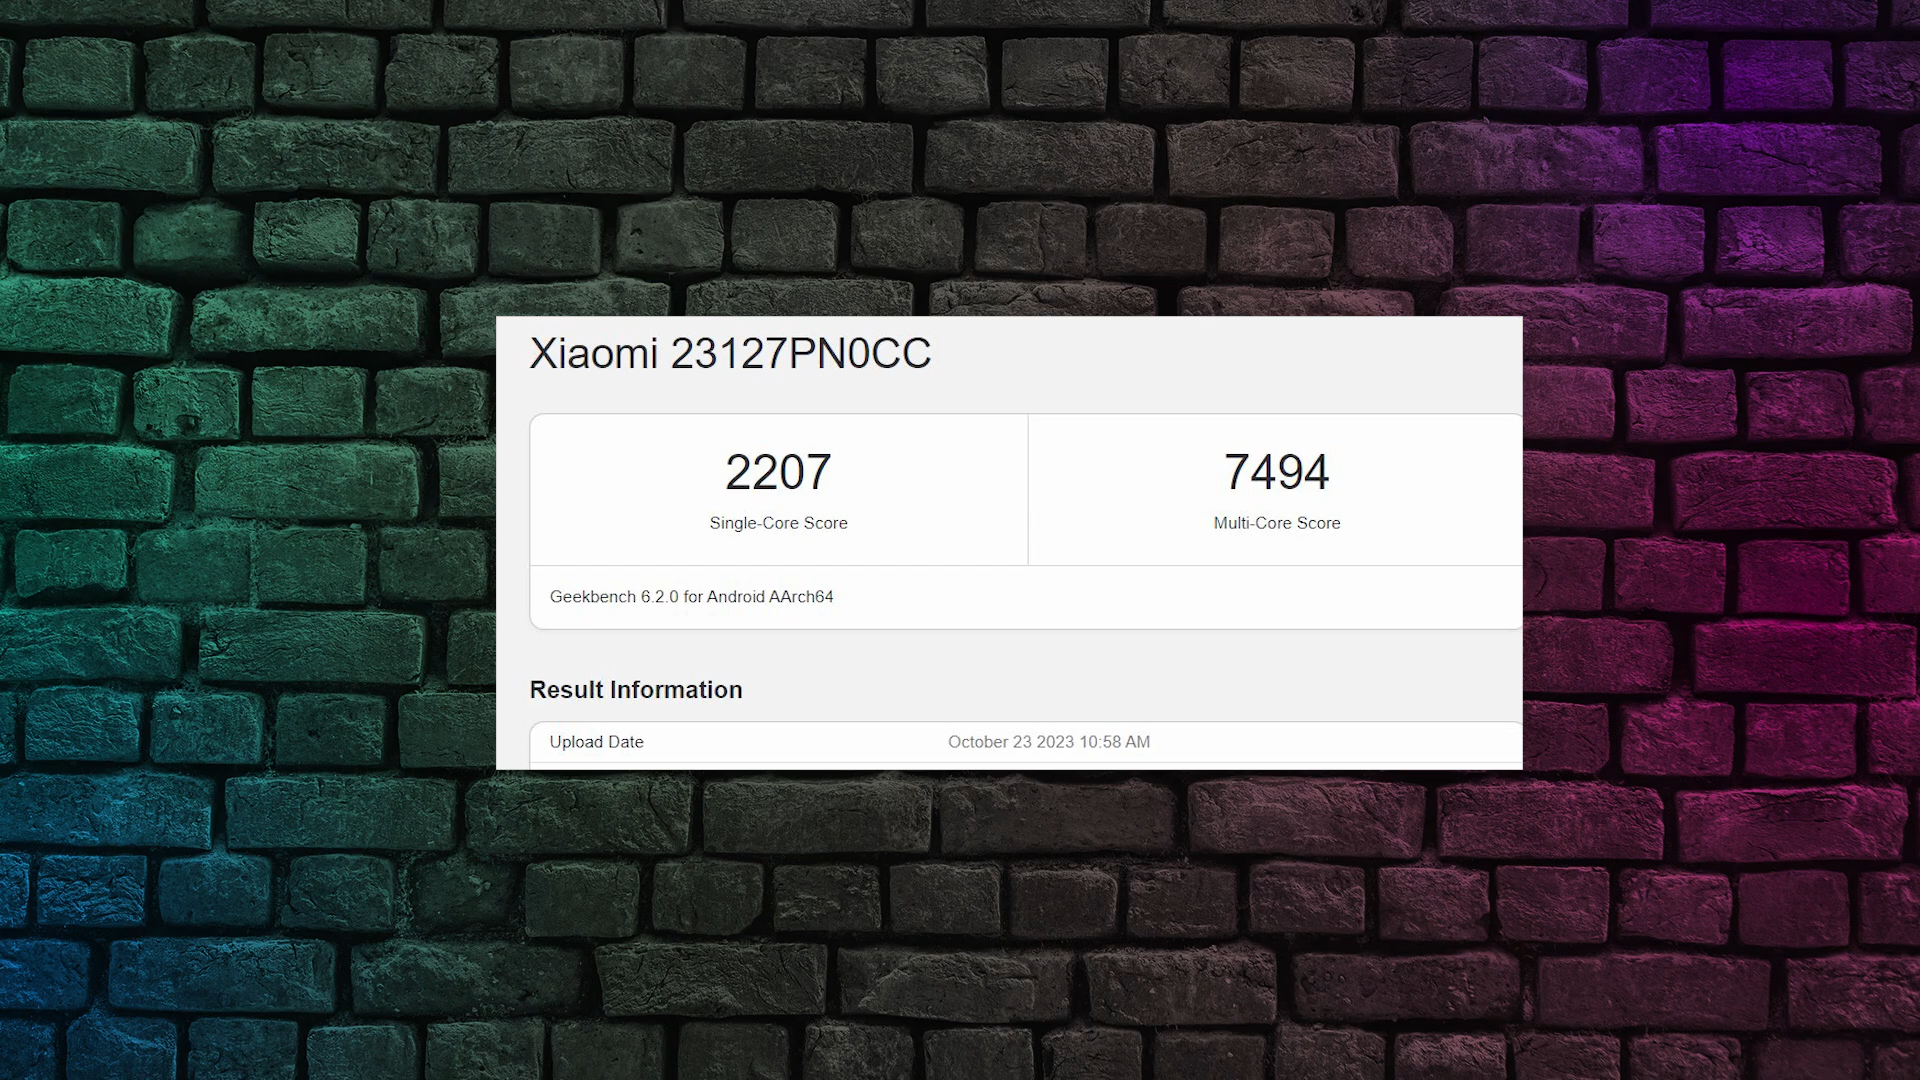 Xiaomi 23127PN0CC
2207
Single-Core Score
7494
Multi-Core Score
Geekbench 6.2.0 for Android AArch64
Result Information
Upload Date
October 23 2023 10:58 AM